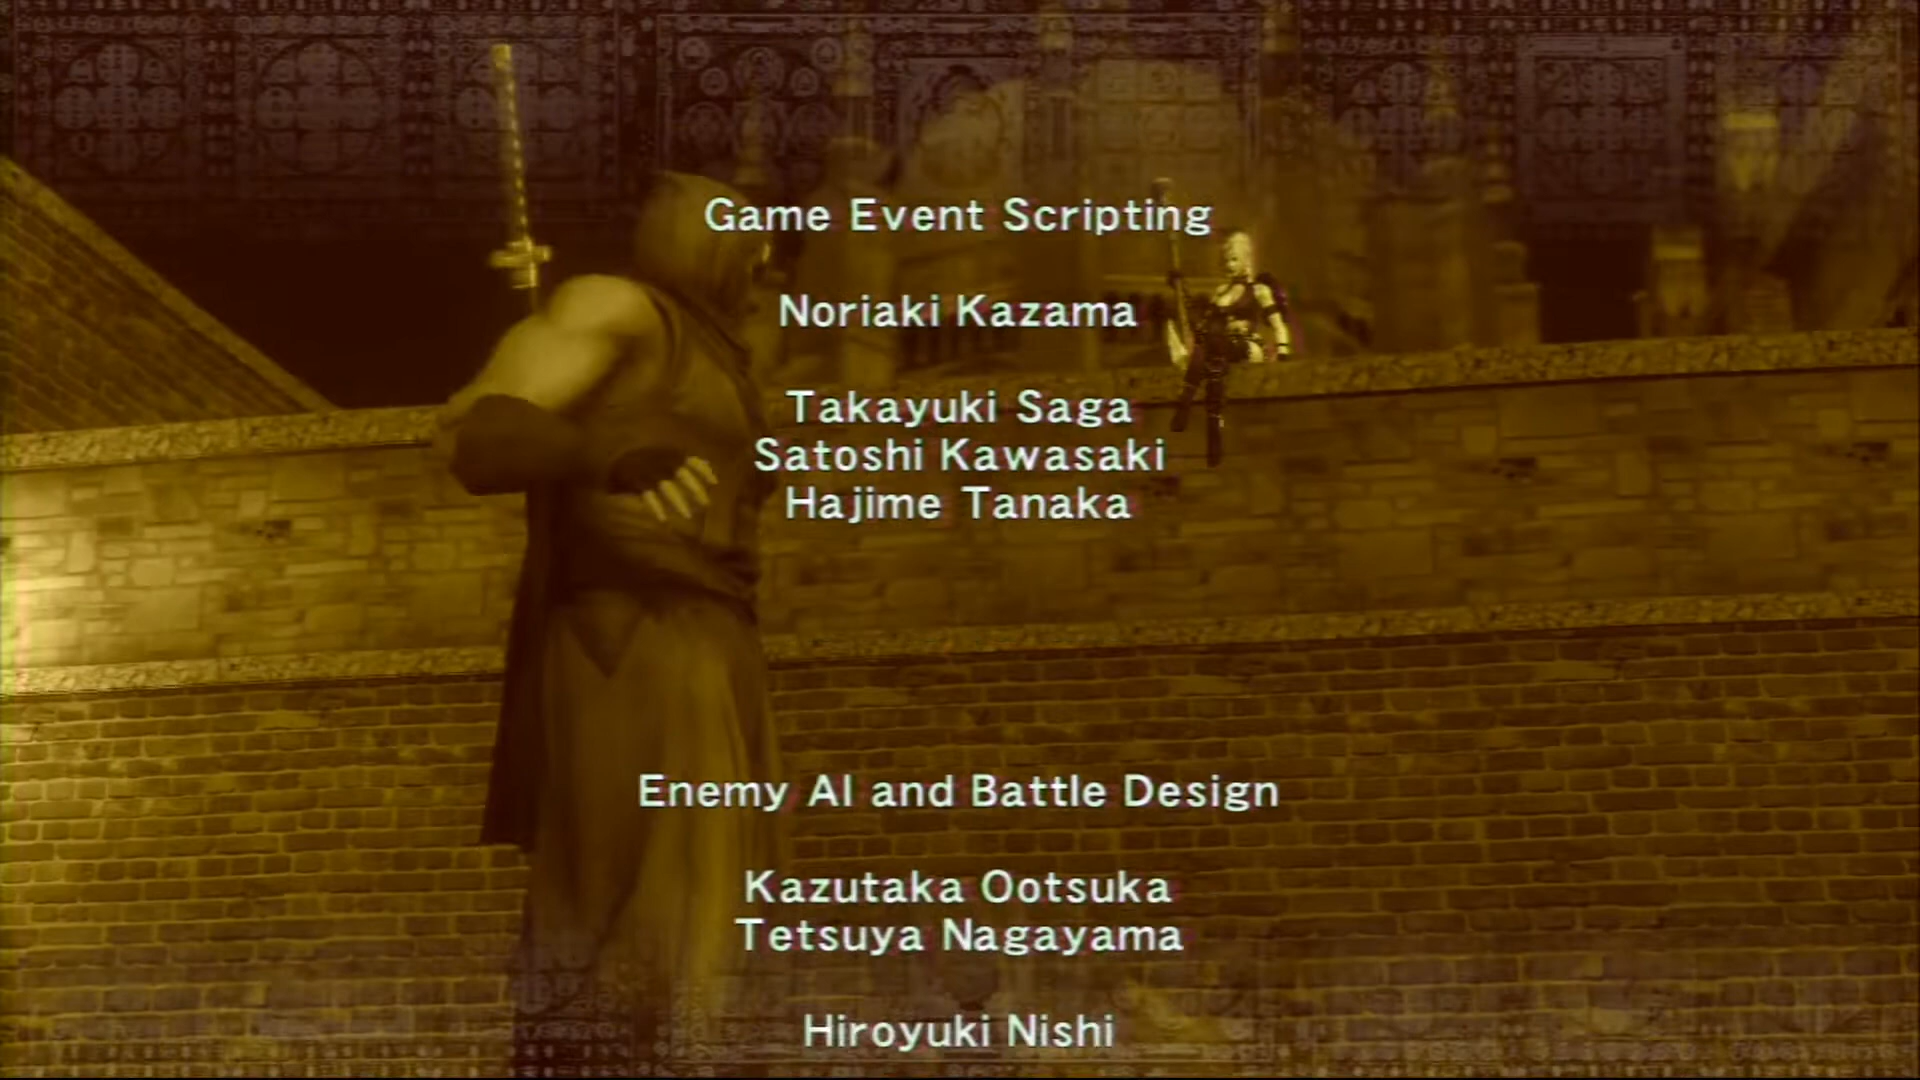 Game Event Scripting
Noriaki Kazama
Takayuki Saga
Satoshi Kawasaki
Hajime Tanaka
Enemy AI and Battle Design
Kazutaka Ootsuka
Tetsuya Nagayama
Hiroyuki Nishi